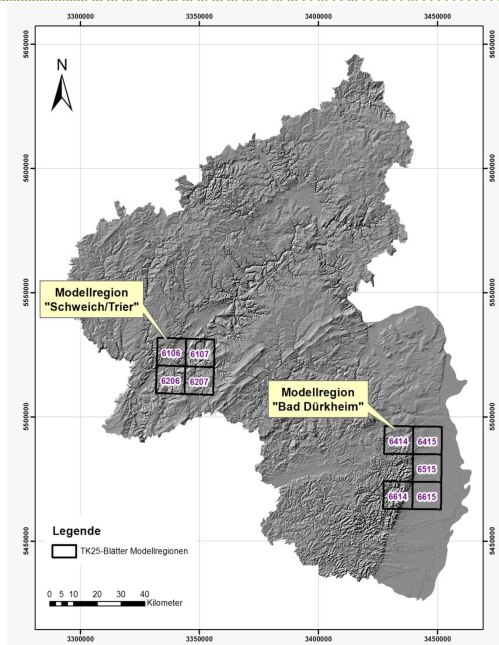 3300000 3350000 3400000 3450000
5650000 5650000
N
5600000 5600000
5550000 5550000
Modellregion
"Schweich/Trier"
6106 6107
6206 6207
Modellregion
"Bad Dürkheim"
5500000 5500000
6414 6415
6515
6614 6615
Legende
TK25-Blätter Modellregionen
5450000 5450000
0 5 10 20 30 40
Kilometer
3300000 3350000 3400000 3450000